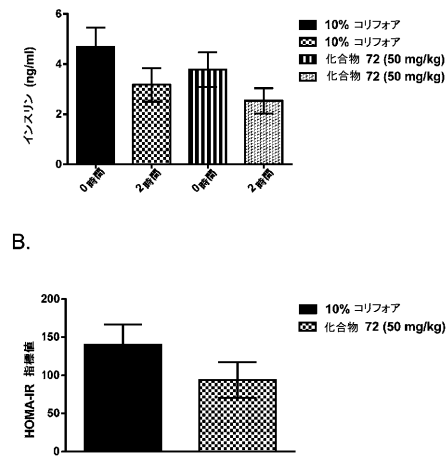 インスリン (ng/ml)
6
4
2
0
0時間
2時間
0時間
2時間
10% コリフォア
10% コリフォア
化合物 72 (50 mg/kg)
化合物 72 (50 mg/kg)
B.
HOMA-IR 指標値
200
150
100
50
0
10% コリフォア
化合物 72 (50 mg/kg)